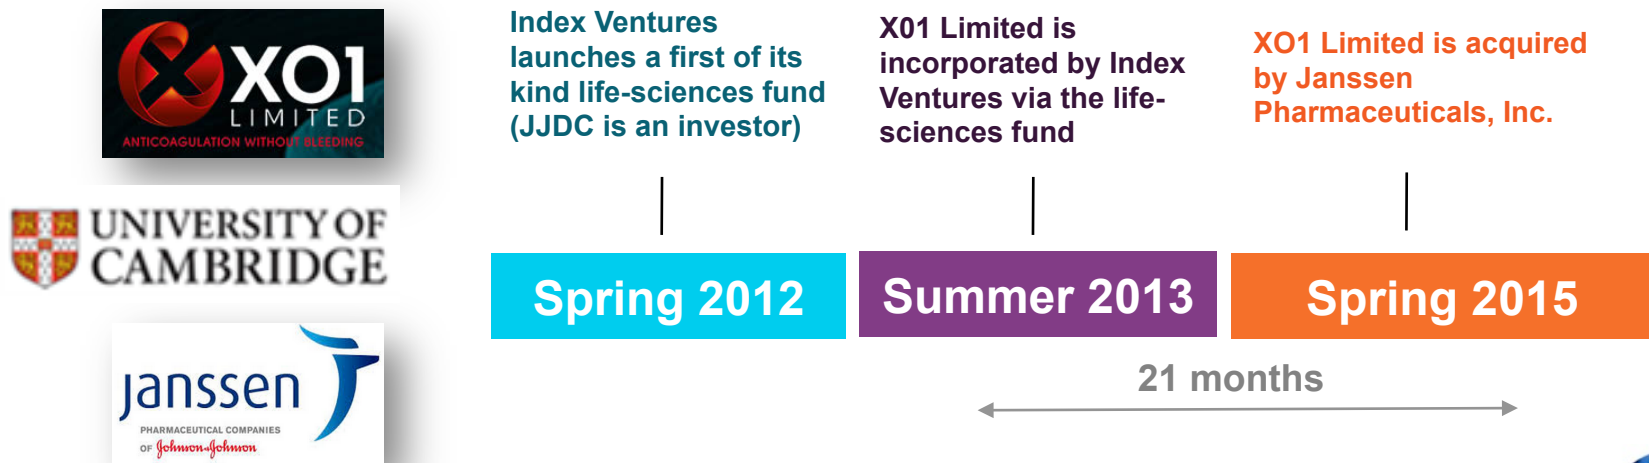 XO1
LIMITED
ANTICOAGULATION WITHOUT BLEEDING
UNIVERSITY OF
CAMBRIDGE
janssen
PHARMACEUTICAL COMPANIES
OF Johnson & Johnson
Index Ventures
launches a first of its
kind life-sciences fund
(JJDC is an investor)
X01 Limited is
incorporated by Index
Ventures via the life-
sciences fund
XO1 Limited is acquired
by Janssen
Pharmaceuticals, Inc.
Spring 2012
Summer 2013
Spring 2015
21 months